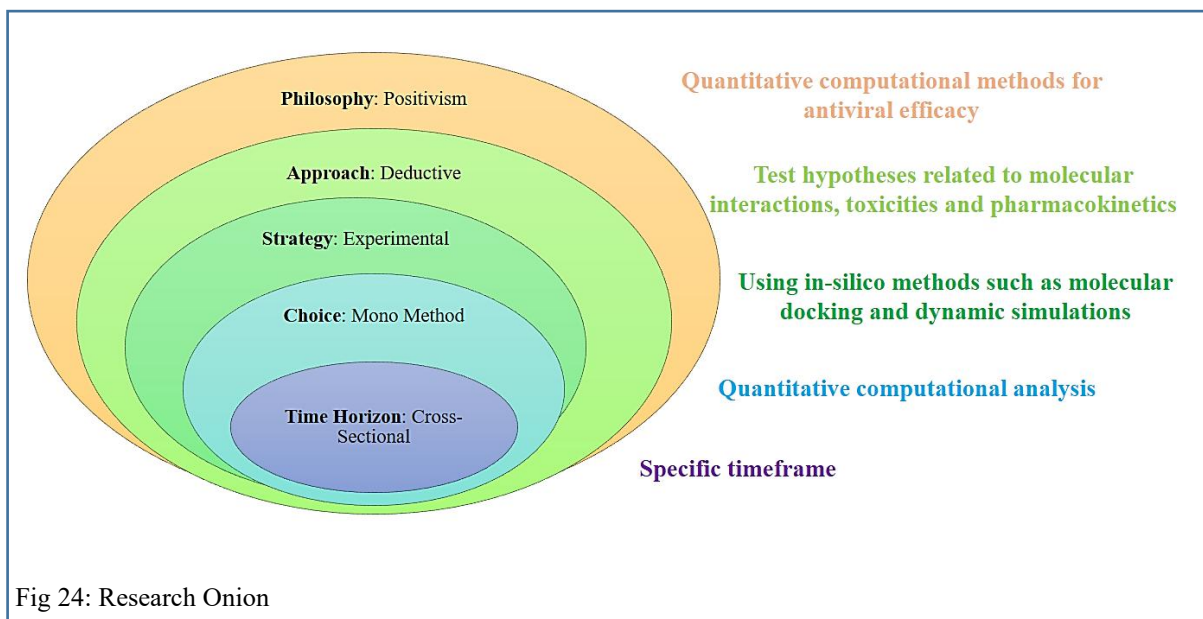 Philosophy: Positivism
Quantitative computational methods for
antiviral efficacy
Approach: Deductive
Test hypotheses related to molecular
interactions, toxicities and pharmacokinetics
Strategy: Experimental
Using in-silico methods such as molecular
docking and dynamic simulations
Choice: Mono Method
Quantitative computational analysis
Time Horizon: Cross-
Sectional
Specific timeframe
Fig 24: Research Onion